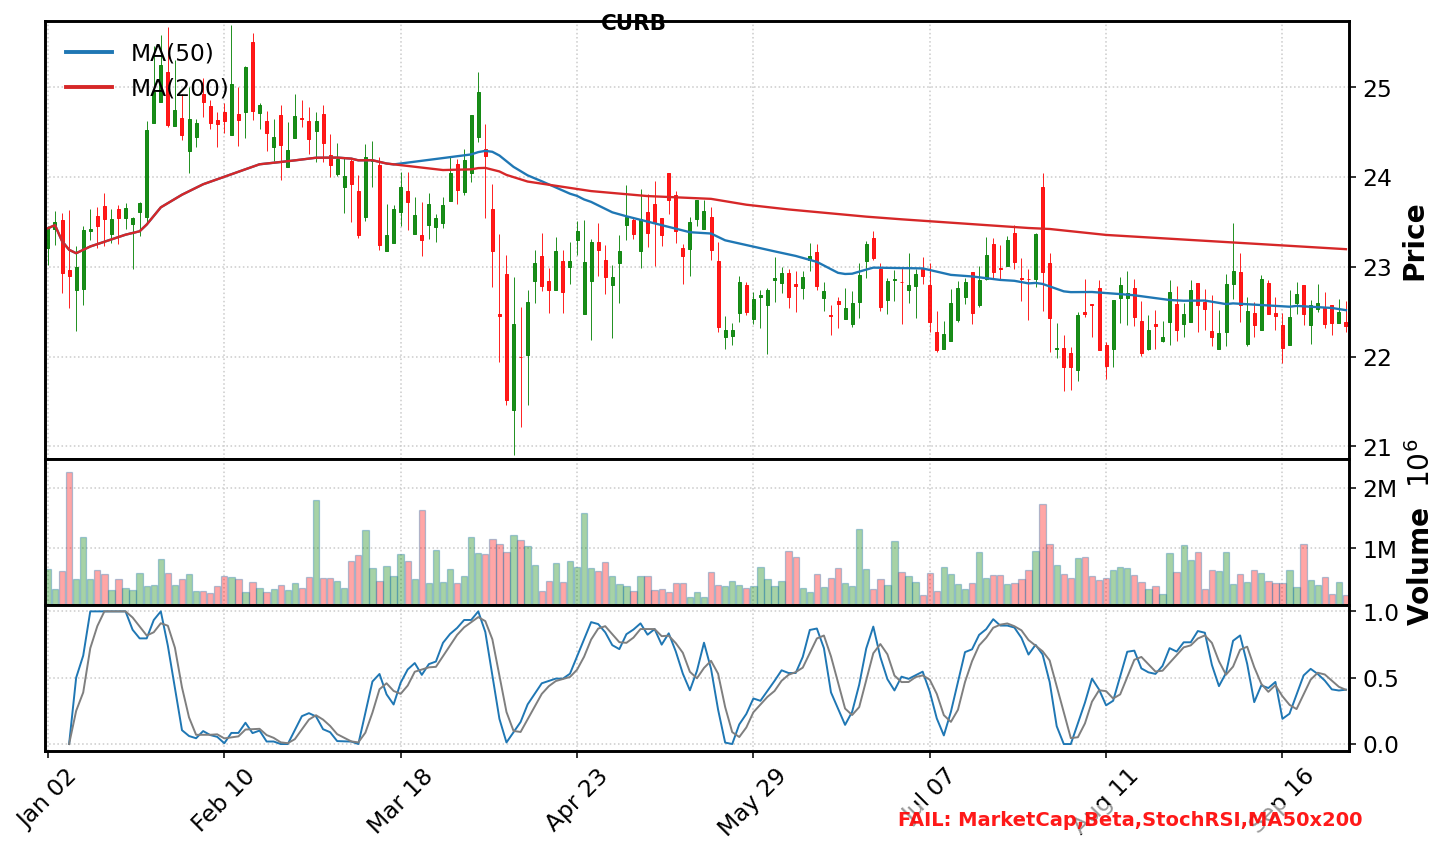 CURB
MA(50)
MA(200)
25
24
23
22
21
Price
10⁶
2M
1M
Volume
1.0
0.5
0.0
Jan 02
Feb 10
Mar 18
Apr 23
May 29
Jul 07
Aug 11
Sep 16
FAIL: MarketCap,Beta,StochRSI,MA50x200